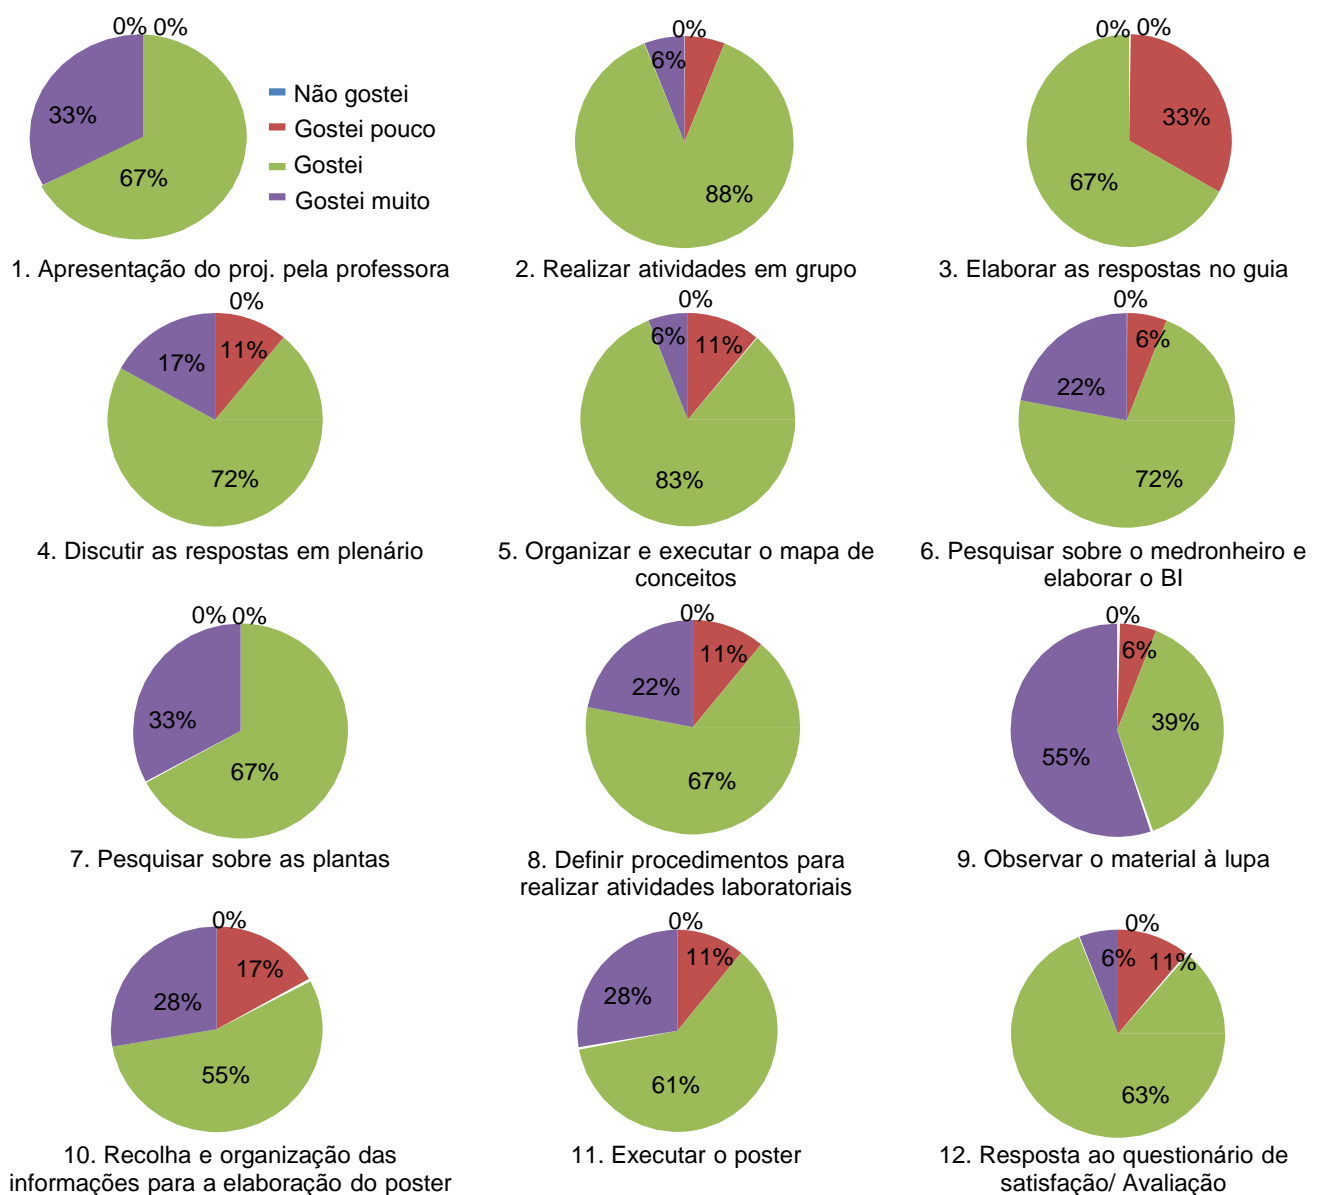 0% 0%
33%
67%
Não gostei
Gostei pouco
Gostei
Gostei muito
1. Apresentação do proj. pela professora
0%
6%
88%
2. Realizar atividades em grupo
0% 0%
33%
67%
3. Elaborar as respostas no guia
0%
17%
11%
72%
4. Discutir as respostas em plenário
0%
6%
11%
83%
5. Organizar e executar o mapa de
conceitos
0%
6%
22%
72%
6. Pesquisar sobre o medronheiro e
elaborar o BI
0% 0%
33%
67%
7. Pesquisar sobre as plantas
0%
11%
22%
67%
8. Definir procedimentos para
realizar atividades laboratoriais
0%
6%
39%
55%
9. Observar o material à lupa
0%
17%
28%
55%
10. Recolha e organização das
informações para a elaboração do poster
0%
11%
28%
61%
11. Executar o poster
0%
6%
11%
63%
12. Resposta ao questionário de
satisfação/ Avaliação